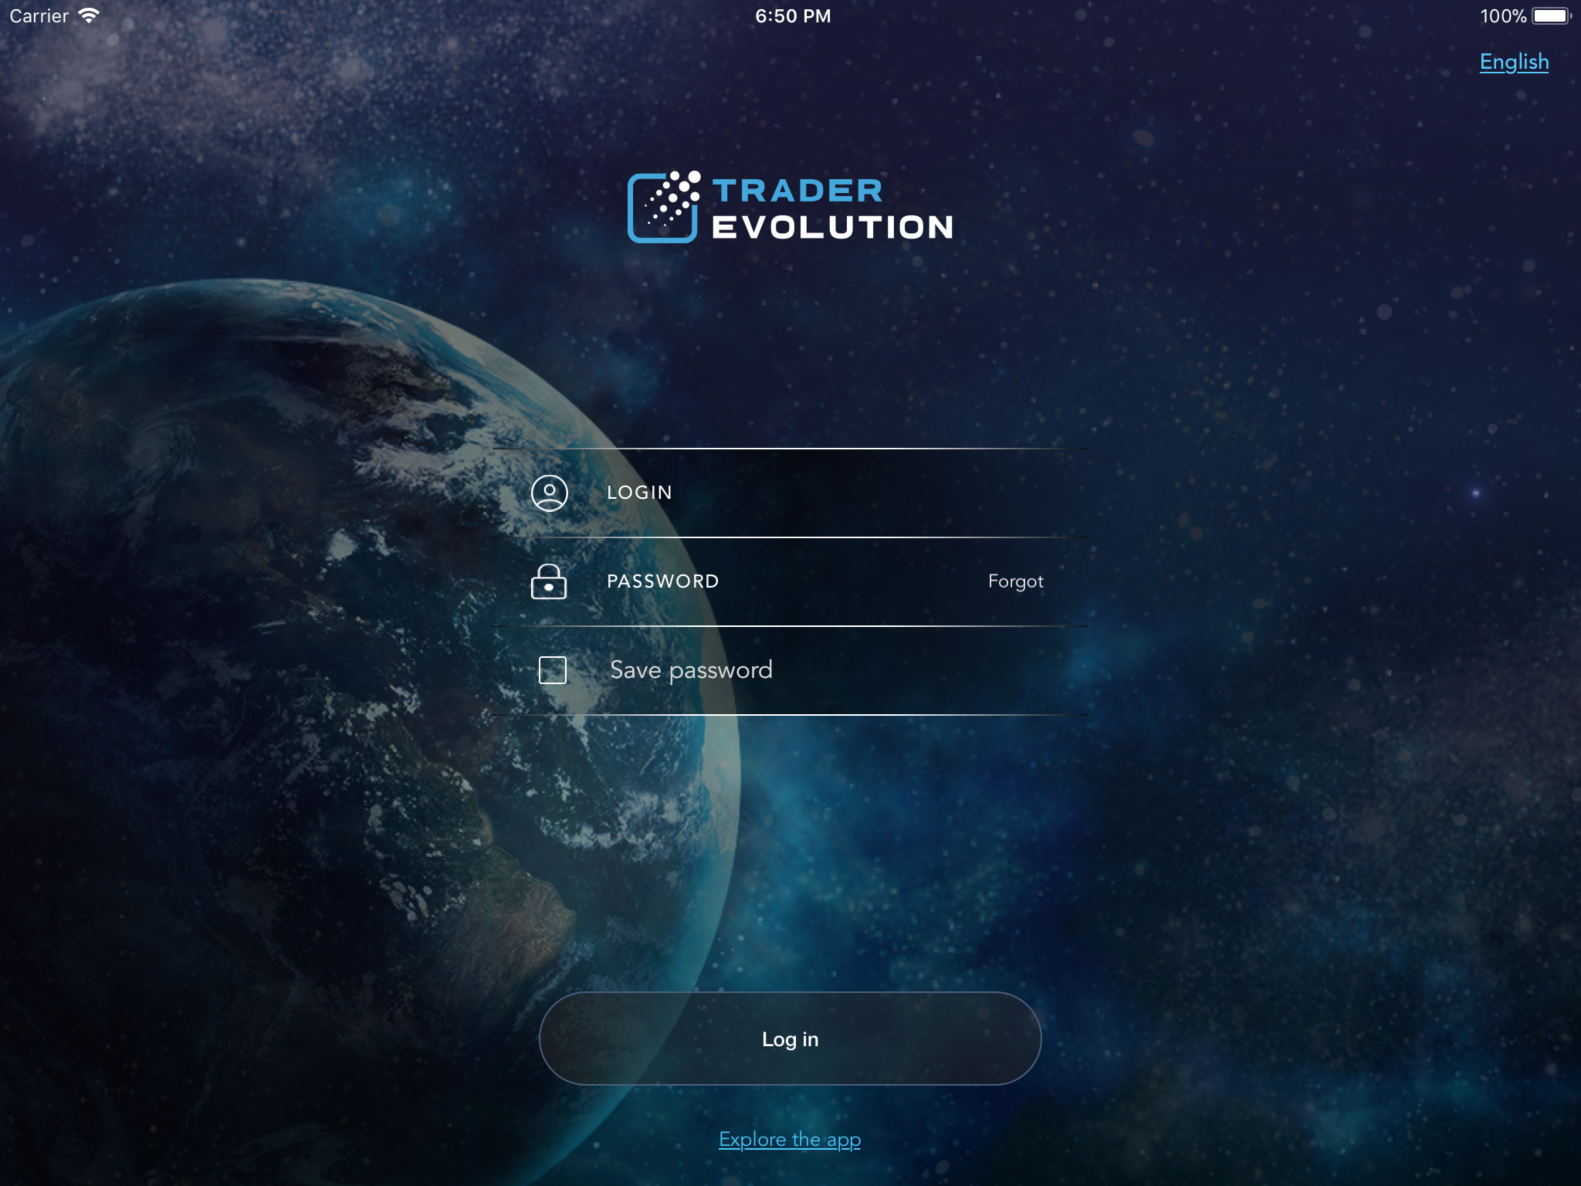 Carrier 6:50 PM 100%
English
TRADER
EVOLUTION
LOGIN
PASSWORD Forgot
Save password
Log in
Explore the app